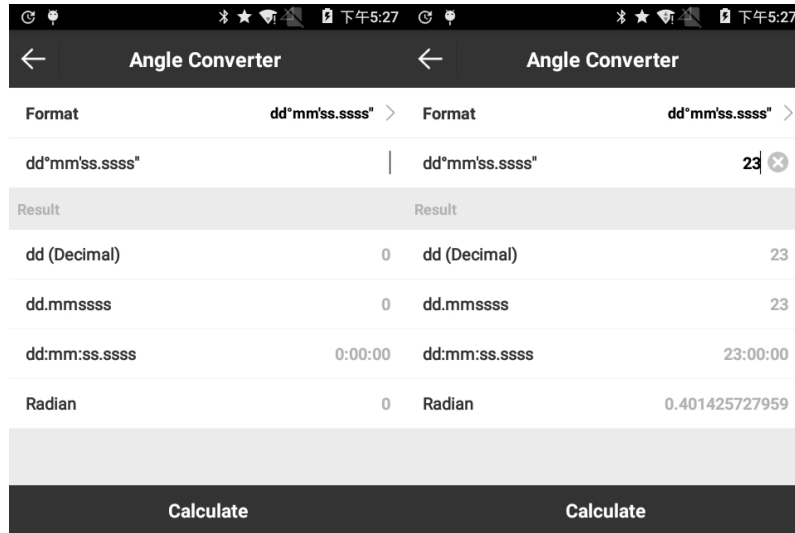 下午5:27
Angle Converter
Format dd°mm'ss.ssss"
dd°mm'ss.ssss"
Result
dd (Decimal) 0
dd.mmssss 0
dd:mm:ss.ssss 0:00:00
Radian 0
Calculate
下午5:27
Angle Converter
Format dd°mm'ss.ssss"
dd°mm'ss.ssss" 23
Result
dd (Decimal) 23
dd.mmssss 23
dd:mm:ss.ssss 23:00:00
Radian 0.401425727959
Calculate